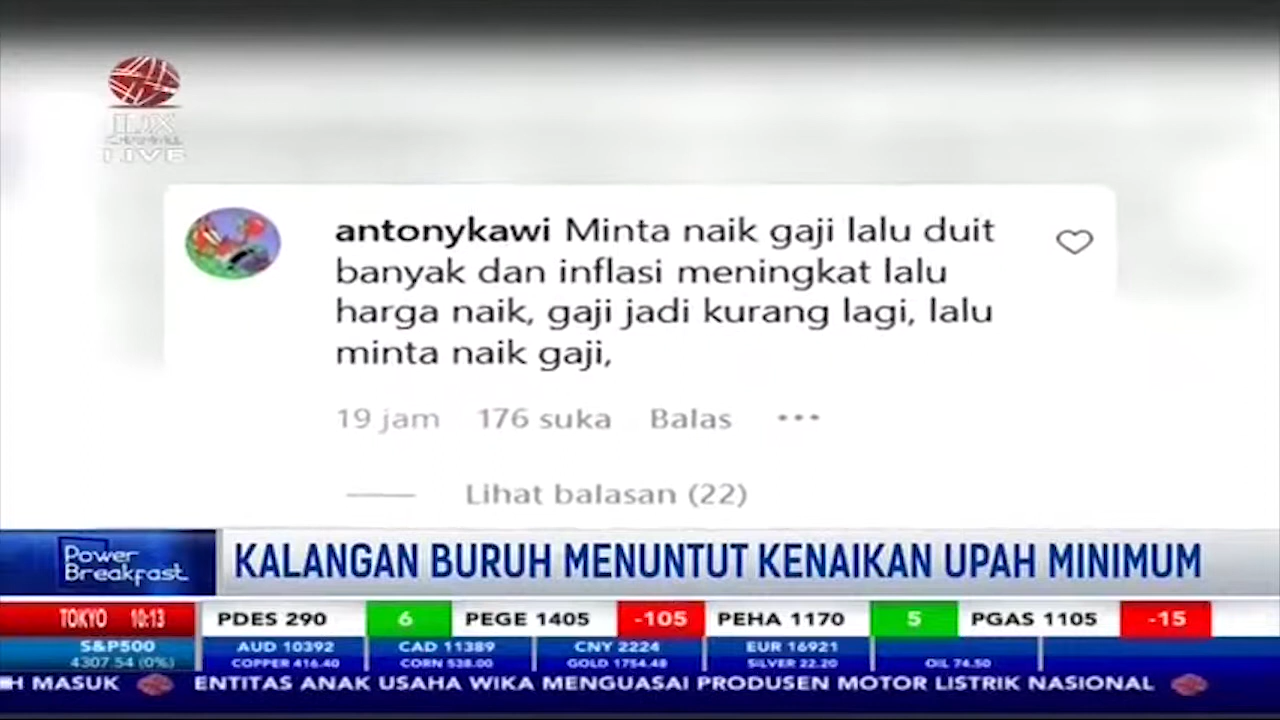 IDX
CHANNEL
LIVE
antonykawi Minta naik gaji lalu duit
banyak dan inflasi meningkat lalu
harga naik, gaji jadi kurang lagi, lalu
minta naik gaji,
19 jam 176 suka Balas •••
Lihat balasan (22)
Power
Breakfast
KALANGAN BURUH MENUNTUT KENAIKAN UPAH MINIMUM
TOKYO 10:13 PDES 290 6 PEGE 1405 -105 PEHA 1170 5 PGAS 1105 -15
S&P500 AUD 10392 CAD 11389 CNY 2224 EUR 16921
4307.54 (0%) COPPER 416.40 CORN 538.00 GOLD 1754.48 SILVER 22.20 OIL 74.50
H MASUK ENTITAS ANAK USAHA WIKA MENGUASAI PRODUSEN MOTOR LISTRIK NASIONAL